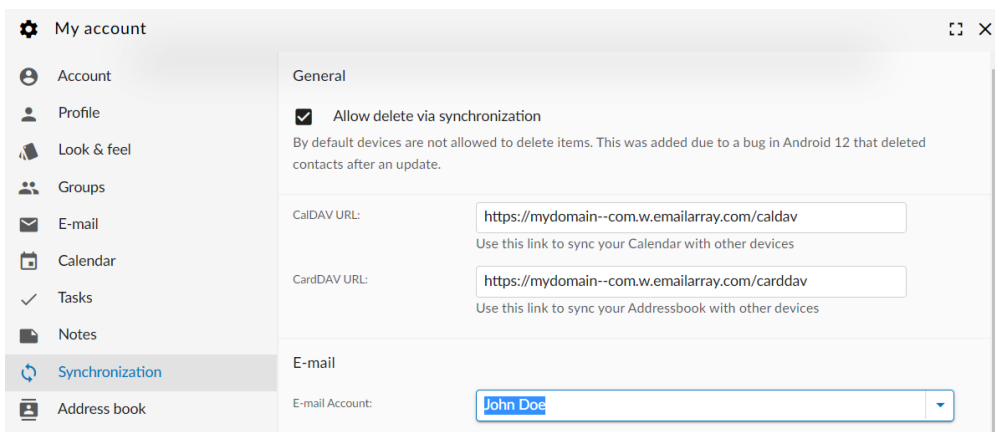 My account
Account
Profile
Look & feel
Groups
E-mail
Calendar
Tasks
Notes
Synchronization
Address book
General
Allow delete via synchronization
By default devices are not allowed to delete items. This was added due to a bug in Android 12 that deleted
contacts after an update.
CalDAV URL:
https://mydomain--com.w.emailarray.com/caldav
Use this link to sync your Calendar with other devices
CardDAV URL:
https://mydomain--com.w.emailarray.com/carddav
Use this link to sync your Addressbook with other devices
E-mail
E-mail Account:
John Doe